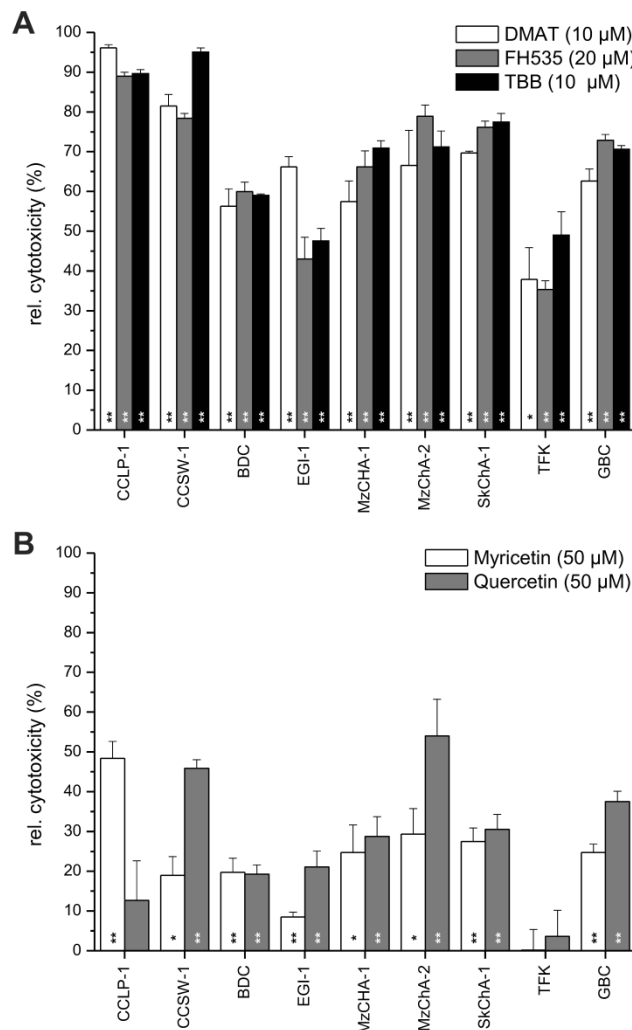 A
DMAT (10 µM)
FH535 (20 µM)
TBB (10 µM)
rel. cytotoxicity (%)
100
90
80
70
60
50
40
30
20
10
0
** ** ** ** ** ** ** ** ** ** ** ** ** ** ** ** ** ** ** ** ** * ** ** ** ** **
CCLP-1
CCSW-1
BDC
EGI-1
MzCHA-1
MzChA-2
SkChA-1
TFK
GBC
B
Myricetin (50 µM)
Quercetin (50 µM)
rel. cytotoxicity (%)
100
90
80
70
60
50
40
30
20
10
0
** * ** ** ** ** ** * ** * ** ** ** ** **
CCLP-1
CCSW-1
BDC
EGI-1
MzCHA-1
MzChA-2
SkChA-1
TFK
GBC